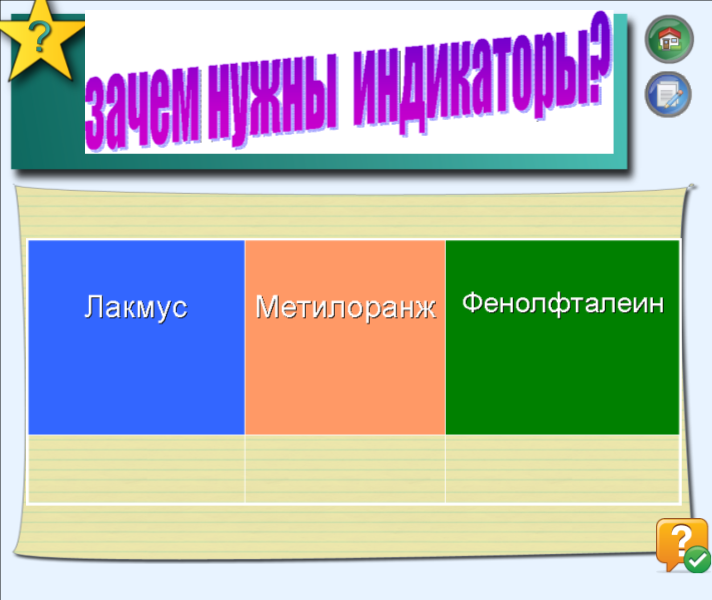 ?
зачем нужны индикаторы?
Лакмус
Метилоранж
Фенолфталеин
?